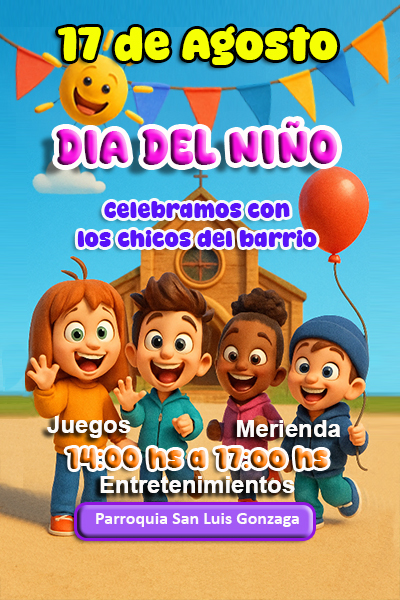 17 de Agosto
DIA DEL NIÑO
celebramos con
los chicos del barrio
Juegos
Merienda
14:00 hs a 17:00 hs
Entretenimientos
Parroquia San Luis Gonzaga